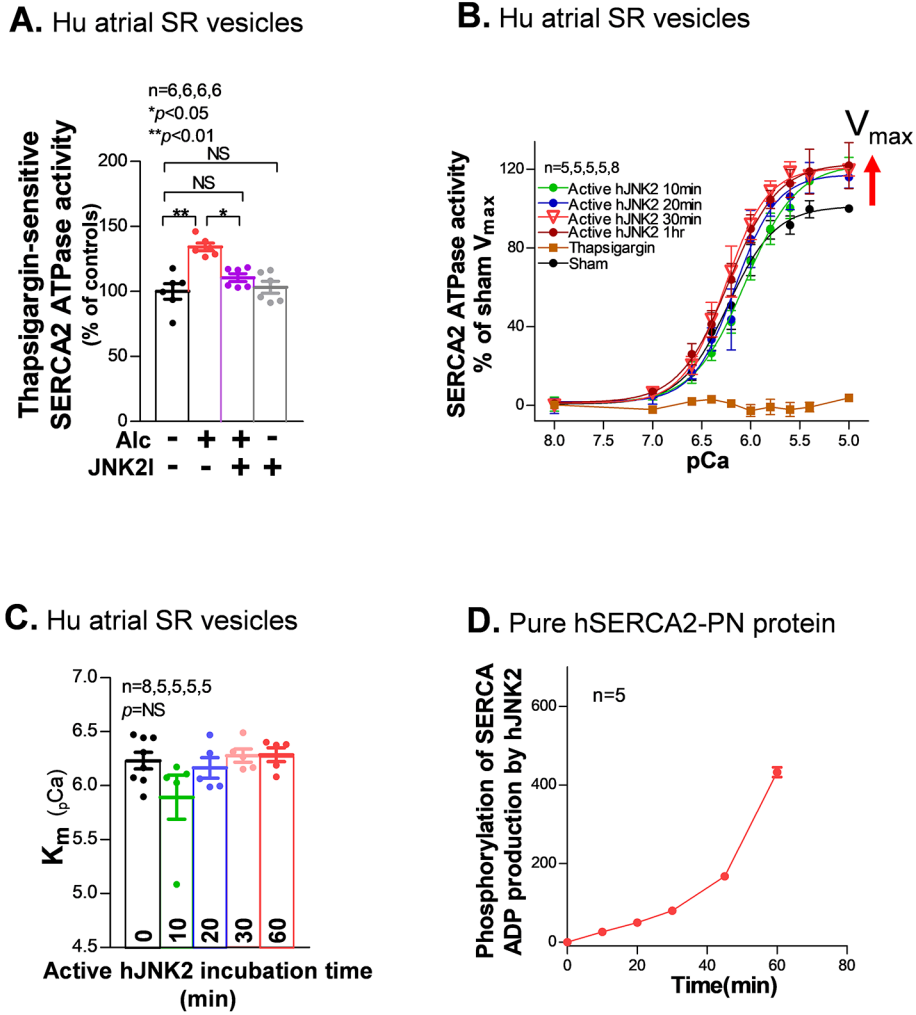 A. Hu atrial SR vesicles
n=6,6,6,6
*p<0.05
**p<0.01
Thapsigargin-sensitive
SERCA2 ATPase activity
(% of controls)
200
150
100
50
0
NS
NS
**
*
Alc - + + -
JNK2I - - + +
B. Hu atrial SR vesicles
Vmax
n=5,5,5,5,8
Active hJNK2 10min
Active hJNK2 20min
Active hJNK2 30min
Active hJNK2 1hr
Thapsigargin
Sham
SERCA2 ATPase activity
% of sham Vmax
120
80
40
0
8.0 7.5 7.0 6.5 6.0 5.5 5.0
pCa
C. Hu atrial SR vesicles
n=8,5,5,5,5
p=NS
Km (pCa)
7.0
6.5
6.0
5.5
5.0
4.5
0 10 20 30 60
Active hJNK2 incubation time
(min)
D. Pure hSERCA2-PN protein
n=5
Phosphorylation of SERCA
ADP production by hJNK2
600
400
200
0
0 20 40 60 80
Time(min)